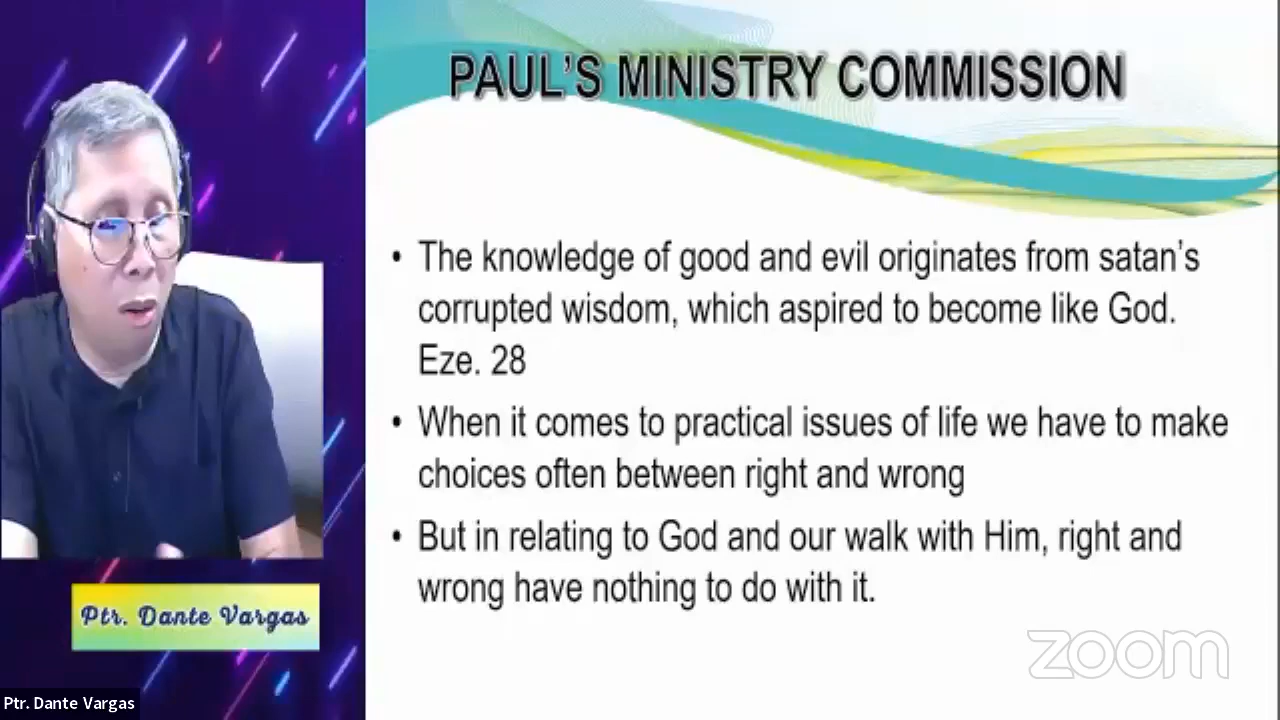 PAUL'S MINISTRY COMMISSION
• The knowledge of good and evil originates from satan's
corrupted wisdom, which aspired to become like God.
Eze. 28
• When it comes to practical issues of life we have to make
choices often between right and wrong
• But in relating to God and our walk with Him, right and
wrong have nothing to do with it.
Ptr. Dante Vargas
Ptr. Dante Vargas
zoom